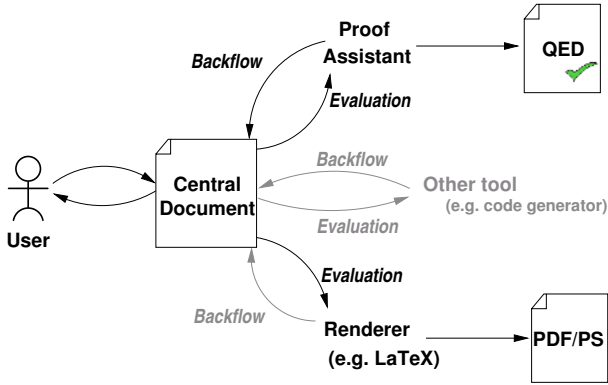 Proof
Assistant
QED
Backflow
Evaluation
Backflow
Central
Document
Other tool
(e.g. code generator)
Evaluation
User
Evaluation
Backflow
Renderer
(e.g. LaTeX)
PDF/PS